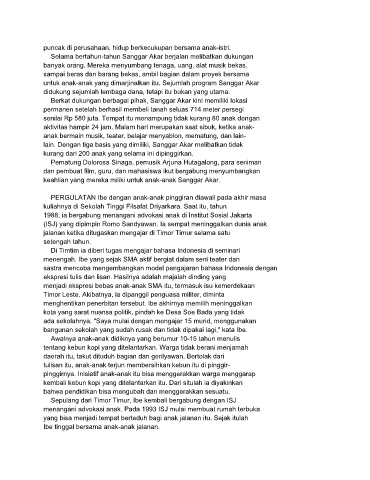 puncak di perusahaan, hidup berkecukupan bersama anak-istri.
Selama bertahun-tahun Sanggar Akar berjalan melibatkan dukungan
banyak orang. Mereka menyumbang tenaga, uang, alat musik bekas,
sampai beras dan barang bekas, ambil bagian dalam proyek bersama
untuk anak-anak yang dimarjinalkan itu. Sejumlah program Sanggar Akar
didukung sejumlah lembaga dana, tetapi itu bukan yang utama.
Berkat dukungan berbagai pihak, Sanggar Akar kini memiliki lokasi
permanen setelah berhasil membeli tanah seluas 714 meter persegi
senilai Rp 580 juta. Tempat itu menampung tidak kurang 80 anak dengan
aktivitas hampir 24 jam. Malam hari merupakan saat sibuk, ketika anak-
anak bermain musik, teater, belajar menyablon, mematung, dan lain-
lain. Dengan tiga basis yang dimiliki, Sanggar Akar melibatkan tidak
kurang dari 200 anak yang selama ini dipinggirkan.
Pematung Dolorosa Sinaga, pemusik Arjuna Hutagalong, para seniman
dan pembuat film, guru, dan mahasiswa ikut bergabung menyumbangkan
keahlian yang mereka miliki untuk anak-anak Sanggar Akar.
PERGULATAN Ibe dengan anak-anak pinggiran diawali pada akhir masa
kuliahnya di Sekolah Tinggi Filsafat Driyarkara. Saat itu, tahun
1988, ia bergabung menangani advokasi anak di Institut Sosial Jakarta
(ISJ) yang dipimpin Romo Sandyawan. Ia sempat meninggalkan dunia anak
jalanan ketika ditugaskan mengajar di Timor Timur selama satu
setengah tahun.
Di Timtim ia diberi tugas mengajar bahasa Indonesia di seminari
menengah. Ibe yang sejak SMA aktif bergiat dalam seni teater dan
sastra mencoba mengembangkan model pengajaran bahasa Indonesia dengan
ekspresi tulis dan lisan. Hasilnya adalah majalah dinding yang
menjadi ekspresi bebas anak-anak SMA itu, termasuk isu kemerdekaan
Timor Leste. Akibatnya, ia dipanggil penguasa militer, diminta
menghentikan penerbitan tersebut. Ibe akhirnya memilih meninggalkan
kota yang sarat nuansa politik, pindah ke Desa Soe Bada yang tidak
ada sekolahnya. "Saya mulai dengan mengajar 15 murid, menggunakan
bangunan sekolah yang sudah rusak dan tidak dipakai lagi," kata Ibe.
Awalnya anak-anak didiknya yang berumur 10-15 tahun menulis
tentang kebun kopi yang ditelantarkan. Warga tidak berani menjamah
daerah itu, takut dituduh bagian dari gerilyawan. Bertolak dari
tulisan itu, anak-anak terjun membersihkan kebun itu di pinggir-
pinggirnya. Inisiatif anak-anak itu bisa menggerakkan warga menggarap
kembali kebun kopi yang ditelantarkan itu. Dari situlah ia diyakinkan
bahwa pendidikan bisa mengubah dan menggerakkan sesuatu.
Sepulang dari Timor Timur, Ibe kembali bergabung dengan ISJ
menangani advokasi anak. Pada 1993 ISJ mulai membuat rumah terbuka
yang bisa menjadi tempat berteduh bagi anak jalanan itu. Sejak itulah
Ibe tinggal bersama anak-anak jalanan.